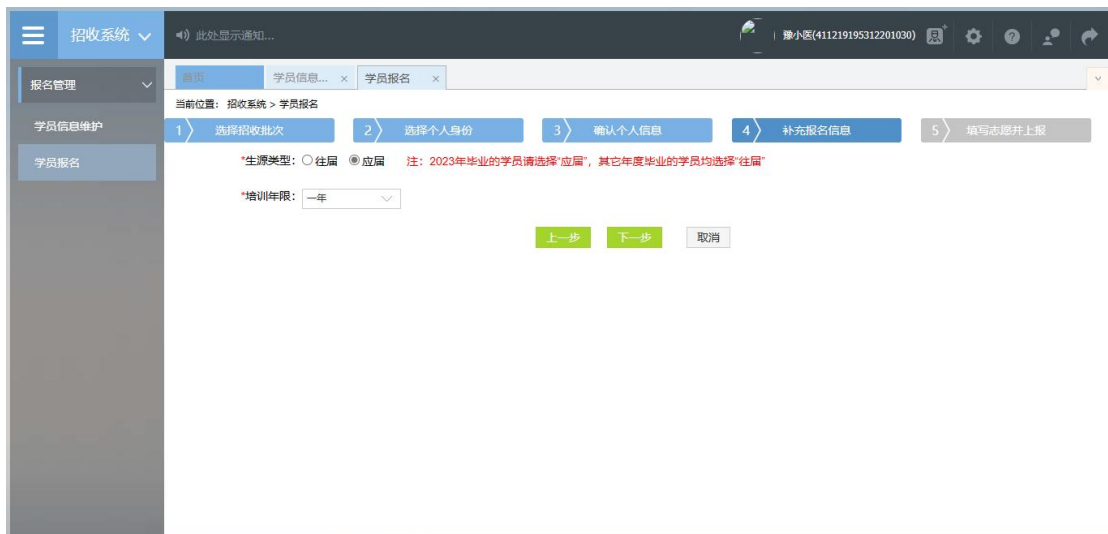 招收系统
此处显示通知...
豫小医(411219195312201030)
报名管理
首页 学员信息... × 学员报名 ×
当前位置： 招收系统 > 学员报名
学员信息维护
学员报名
1 选择招收批次 2 选择个人身份 3 确认个人信息 4 补充报名信息 5 填写志愿并上报
*生源类型： 往届 应届 注：2023年毕业的学员请选择“应届”，其它年度毕业的学员均选择“往届”
*培训年限： 一年
上一步 下一步 取消